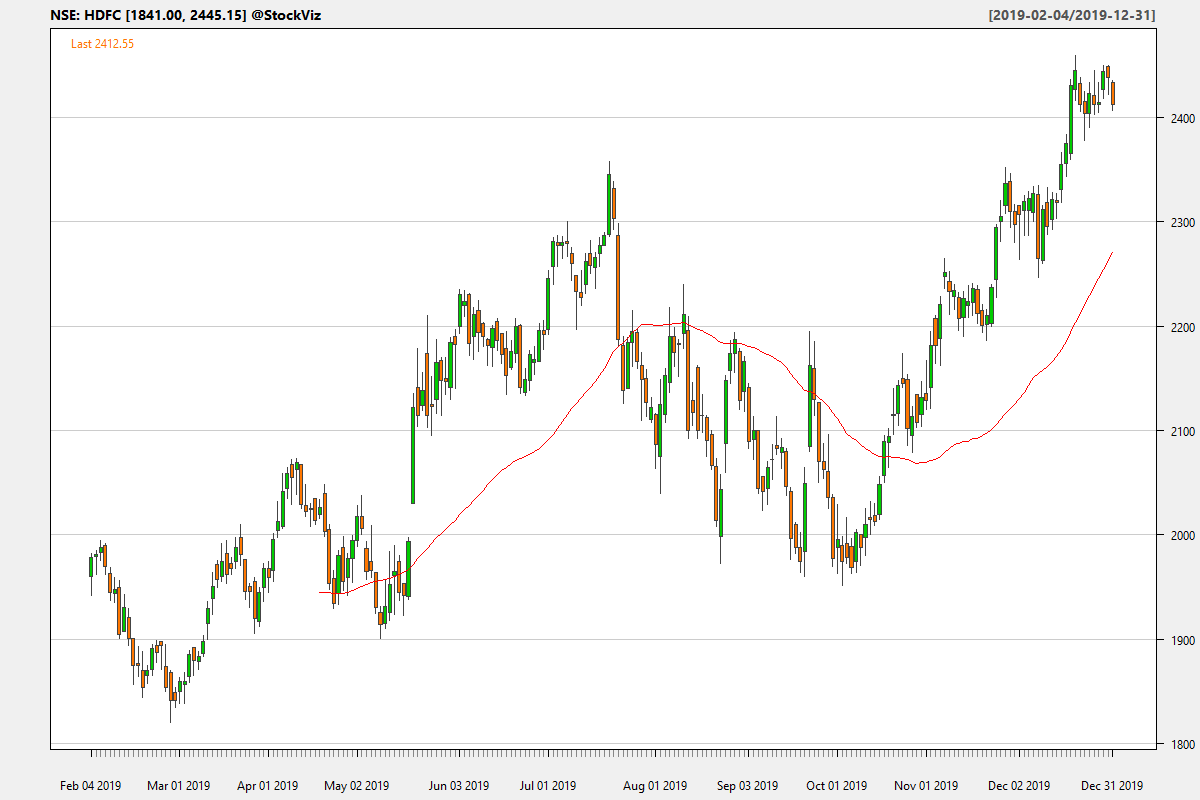 NSE: HDFC [1841.00, 2445.15] @StockViz
[2019-02-04/2019-12-31]
Last 2412.55
2400
2300
2200
2100
2000
1900
1800
Feb 04 2019 Mar 01 2019 Apr 01 2019 May 02 2019 Jun 03 2019 Jul 01 2019 Aug 01 2019 Sep 03 2019 Oct 01 2019 Nov 01 2019 Dec 02 2019 Dec 31 2019